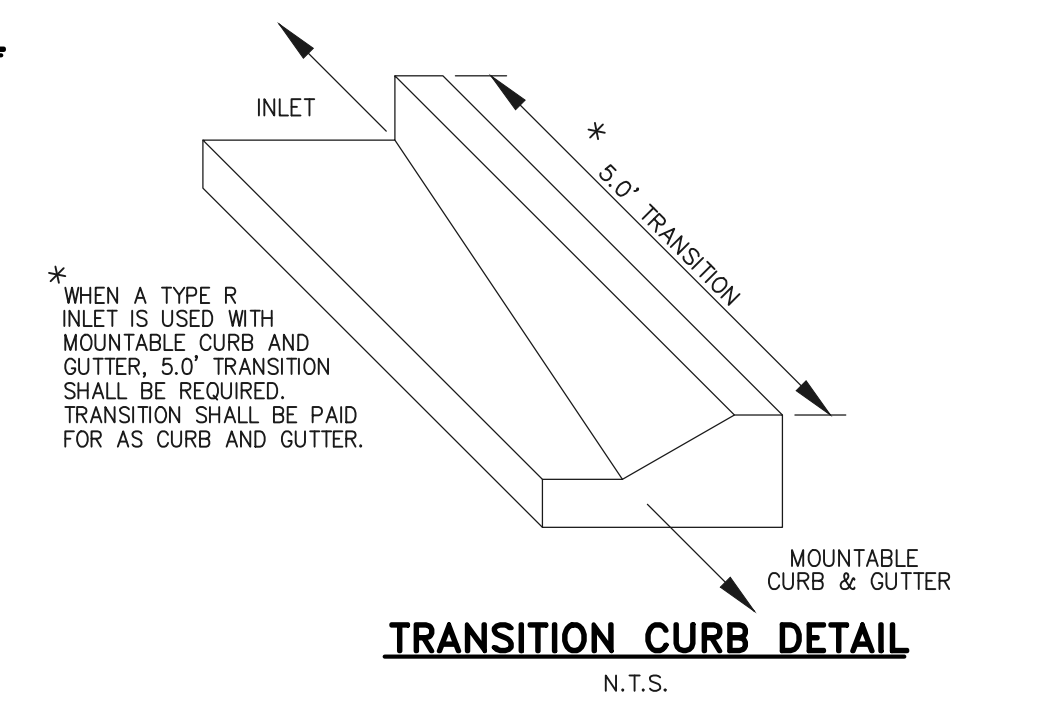 INLET
*
5.0' TRANSITION
*
WHEN A TYPE R
INLET IS USED WITH
MOUNTABLE CURB AND
GUTTER, 5.0' TRANSITION
SHALL BE REQUIRED.
TRANSITION SHALL BE PAID
FOR AS CURB AND GUTTER.
MOUNTABLE
CURB & GUTTER
TRANSITION CURB DETAIL
N.T.S.